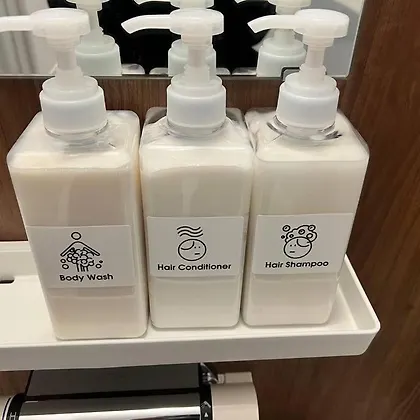 Body Wash
Hair Conditioner
Hair Shampoo